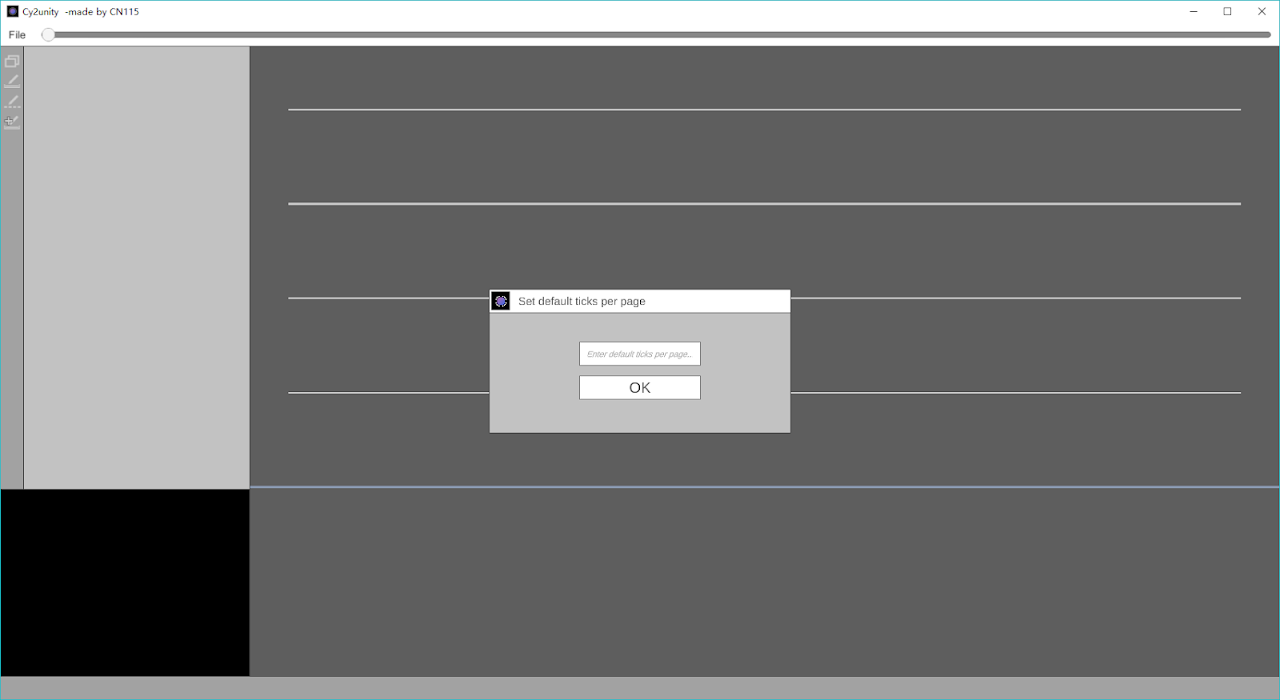 Cy2unity -made by CN115
File
Set default ticks per page
Enter default ticks per page..
OK